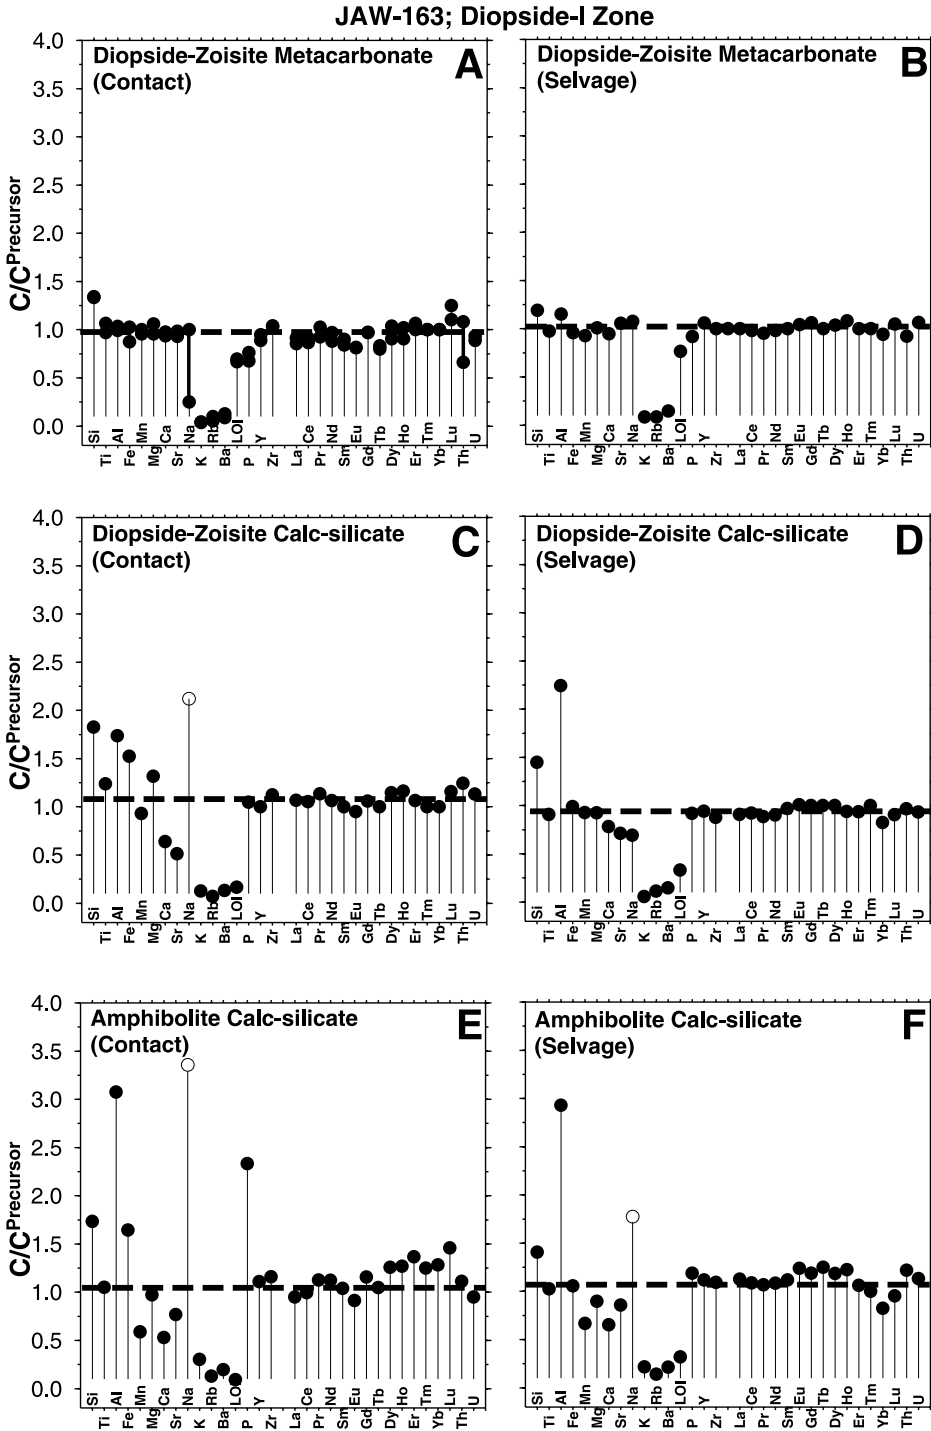 JAW-163; Diopside-I Zone
Diopside-Zoisite Metacarbonate
(Contact)
A
Diopside-Zoisite Metacarbonate
(Selvage)
B
C/C^Precursor
4.0
3.5
3.0
2.5
2.0
1.5
1.0
0.5
0.0
Si Ti Al Fe Mn Mg Ca Sr Na K Rb Ba LOI P Y Zr La Ce Pr Nd Sm Eu Gd Tb Dy Ho Er Tm Yb Lu Th U
Si Ti Al Fe Mn Mg Ca Sr Na K Rb Ba LOI P Y Zr La Ce Pr Nd Sm Eu Gd Tb Dy Ho Er Tm Yb Lu Th U
Diopside-Zoisite Calc-silicate
(Contact)
C
Diopside-Zoisite Calc-silicate
(Selvage)
D
C/C^Precursor
4.0
3.5
3.0
2.5
2.0
1.5
1.0
0.5
0.0
Si Ti Al Fe Mn Mg Ca Sr Na K Rb Ba LOI P Y Zr La Ce Pr Nd Sm Eu Gd Tb Dy Ho Er Tm Yb Lu Th U
Si Ti Al Fe Mn Mg Ca Sr Na K Rb Ba LOI P Y Zr La Ce Pr Nd Sm Eu Gd Tb Dy Ho Er Tm Yb Lu Th U
Amphibolite Calc-silicate
(Contact)
E
Amphibolite Calc-silicate
(Selvage)
F
C/C^Precursor
4.0
3.5
3.0
2.5
2.0
1.5
1.0
0.5
0.0
Si Ti Al Fe Mn Mg Ca Sr Na K Rb Ba LOI P Y Zr La Ce Pr Nd Sm Eu Gd Tb Dy Ho Er Tm Yb Lu Th U
Si Ti Al Fe Mn Mg Ca Sr Na K Rb Ba LOI P Y Zr La Ce Pr Nd Sm Eu Gd Tb Dy Ho Er Tm Yb Lu Th U